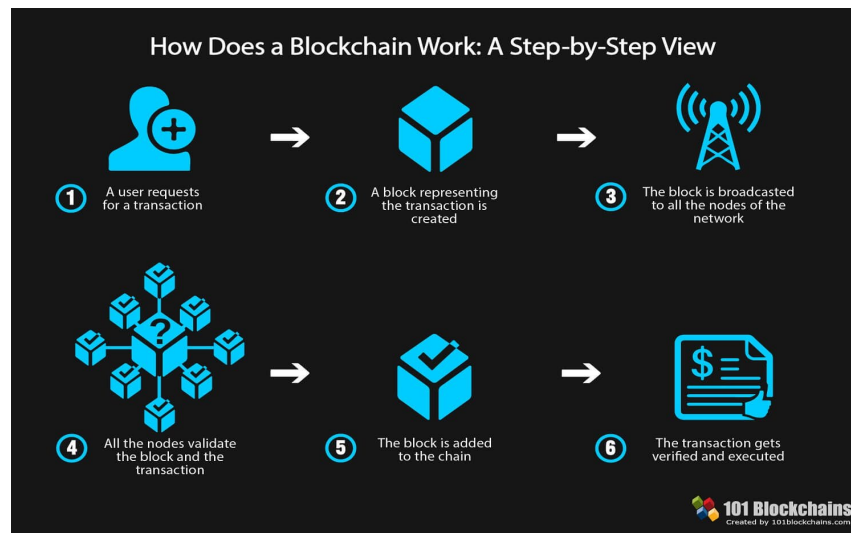 How Does a Blockchain Work: A Step-by-Step View
1
A user requests
for a transaction
2
A block representing
the transaction is
created
3
The block is broadcasted
to all the nodes of the
network
?
4
All the nodes validate
the block and the
transaction
5
The block is added
to the chain
$
6
The transaction gets
verified and executed
101 Blockchains
Created by 101blockchains.com